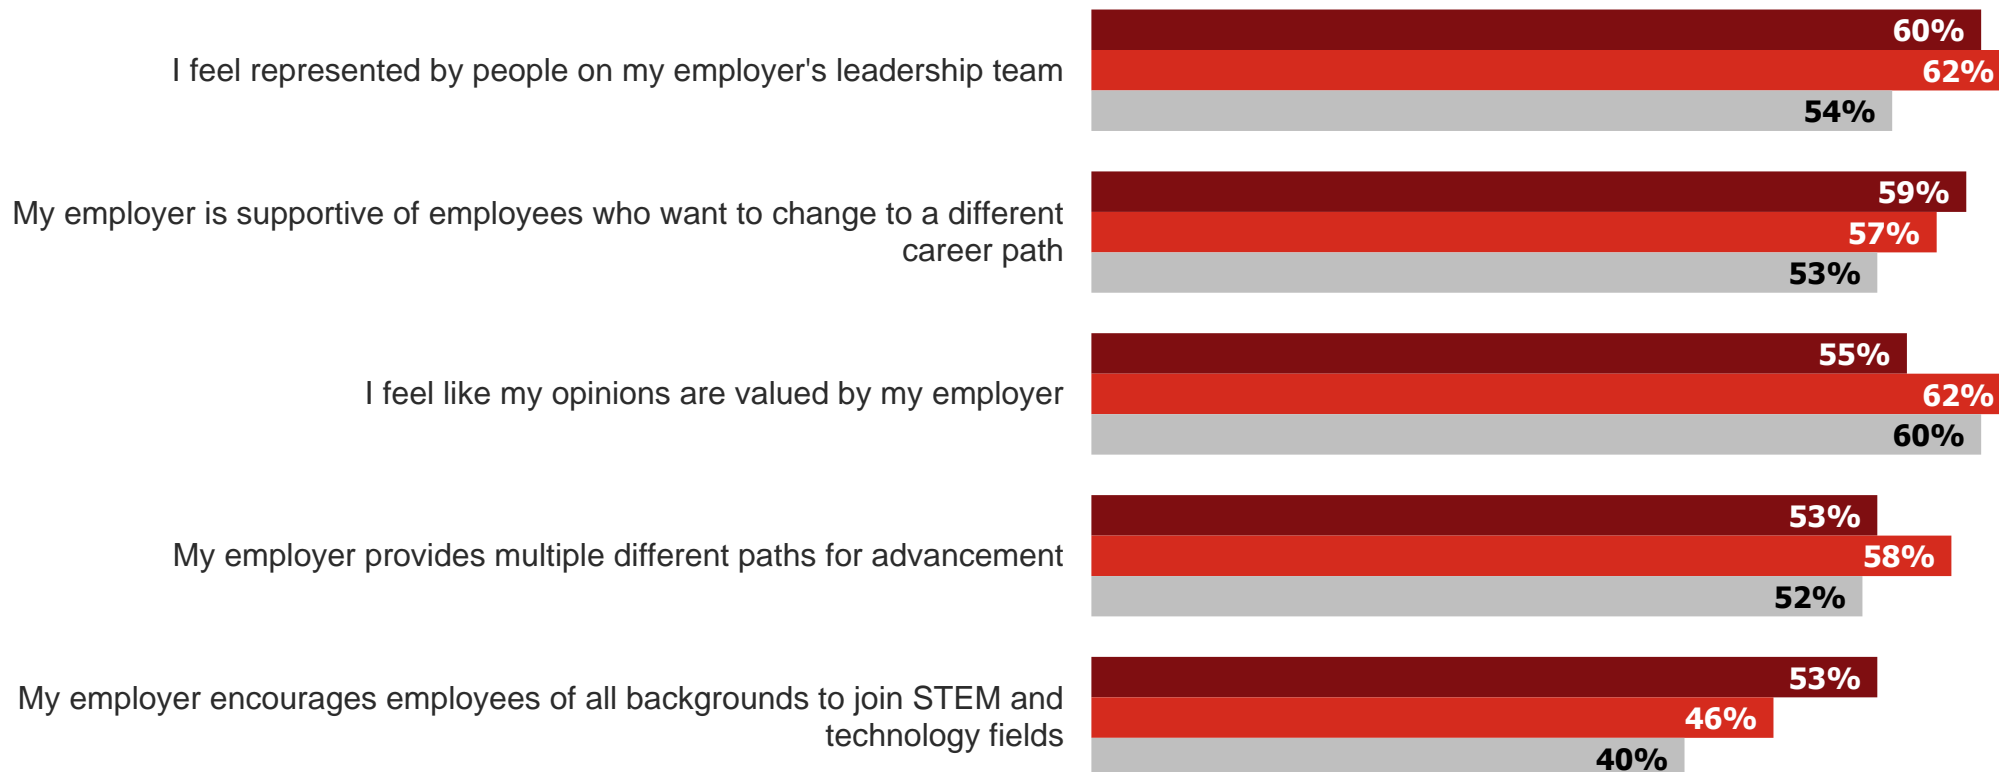 60%
I feel represented by people on my employer's leadership team
62%
54%
59%
My employer is supportive of employees who want to change to a different
career path
57%
53%
55%
I feel like my opinions are valued by my employer
62%
60%
53%
My employer provides multiple different paths for advancement
58%
52%
53%
My employer encourages employees of all backgrounds to join STEM and
technology fields
46%
40%